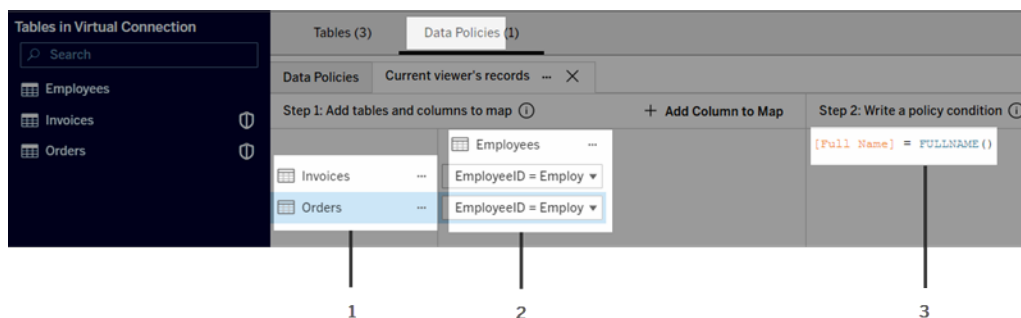 Tables in Virtual Connection
Search
Employees
Invoices
Orders
Tables (3)
Data Policies (1)
Data Policies
Current viewer's records
Step 1: Add tables and columns to map
+ Add Column to Map
Step 2: Write a policy condition
Employees
Invoices
EmployeeID = Employ
Orders
EmployeeID = Employ
[Full Name] = FULLNAME()
1
2
3